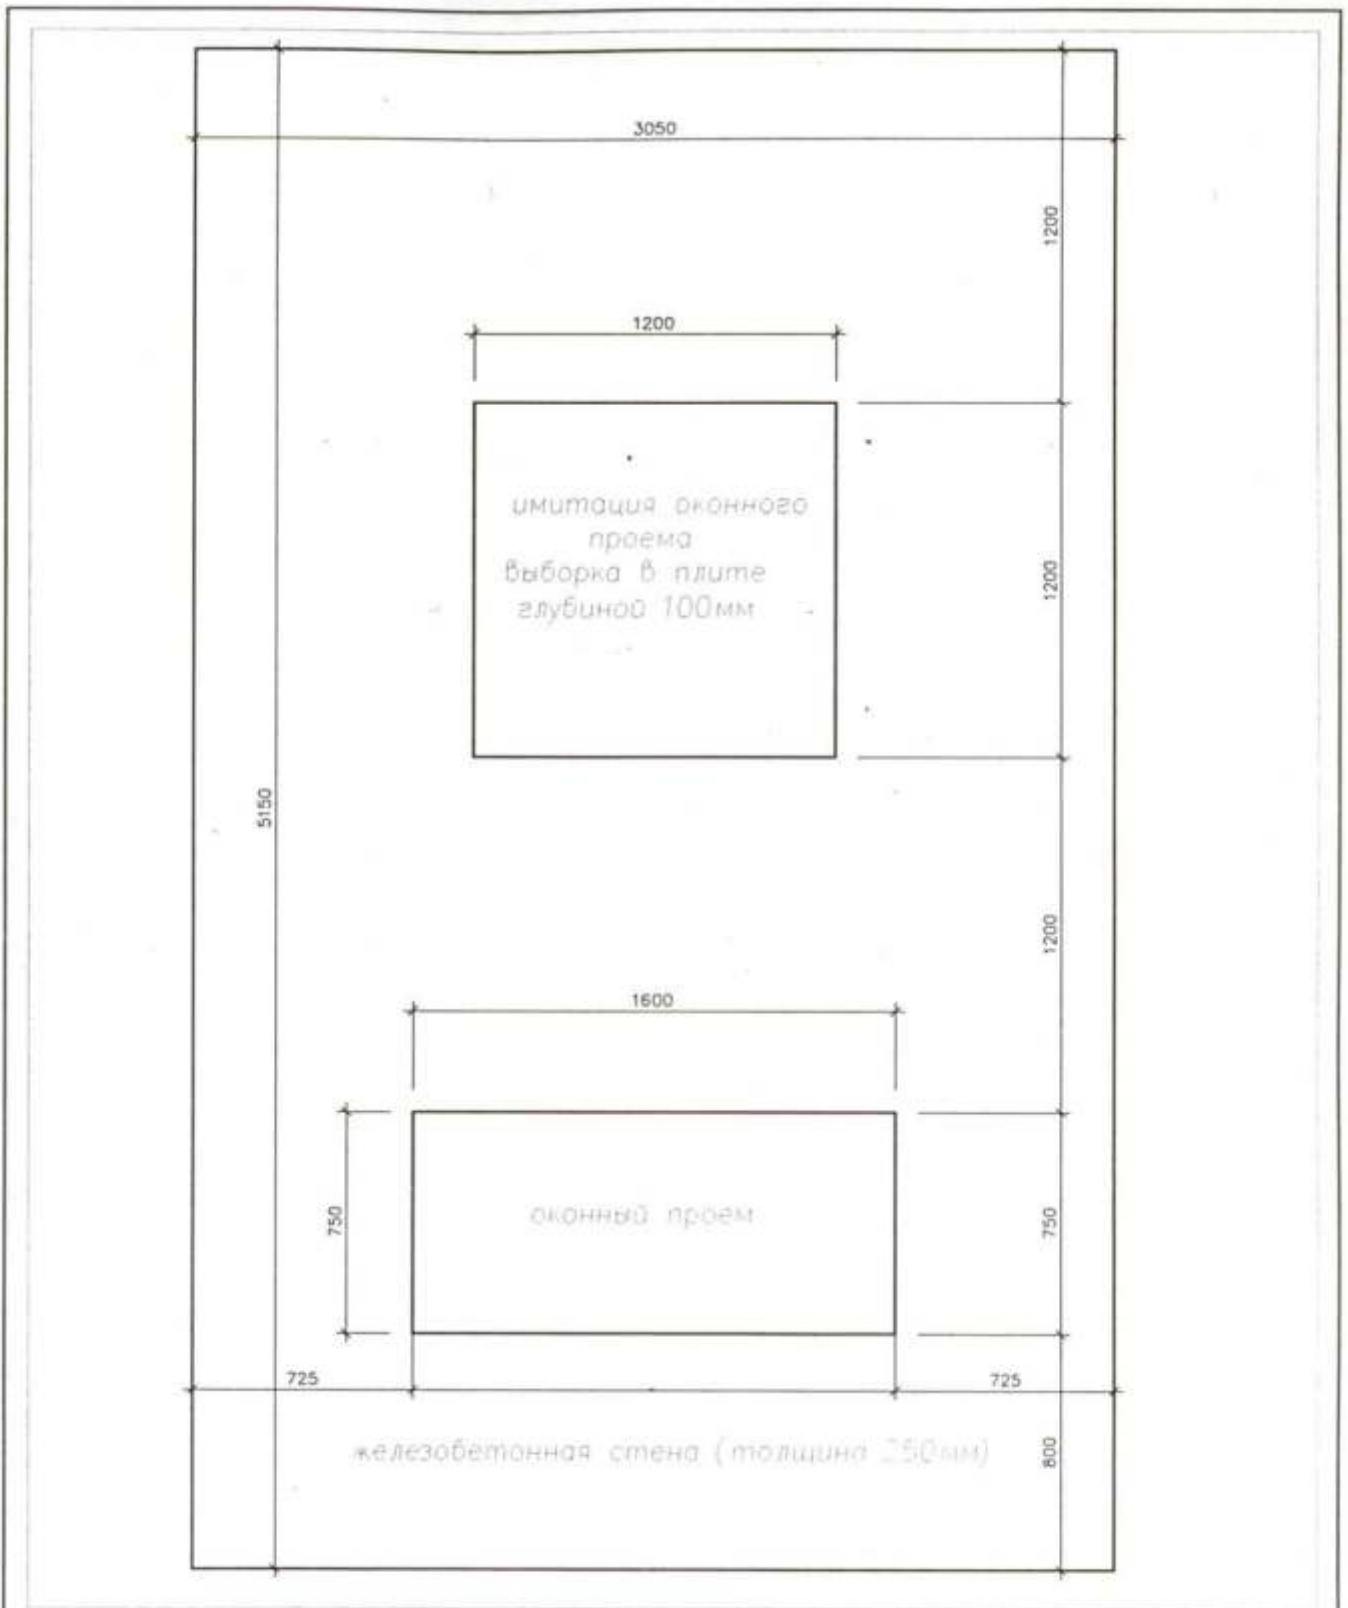 3050
1200
1200
имитация оконного
проема
выборка в плите
глубиной 100мм
1200
5150
1200
1600
750
оконный проем
750
725
725
железобетонная стена (толщина 250мм)
800